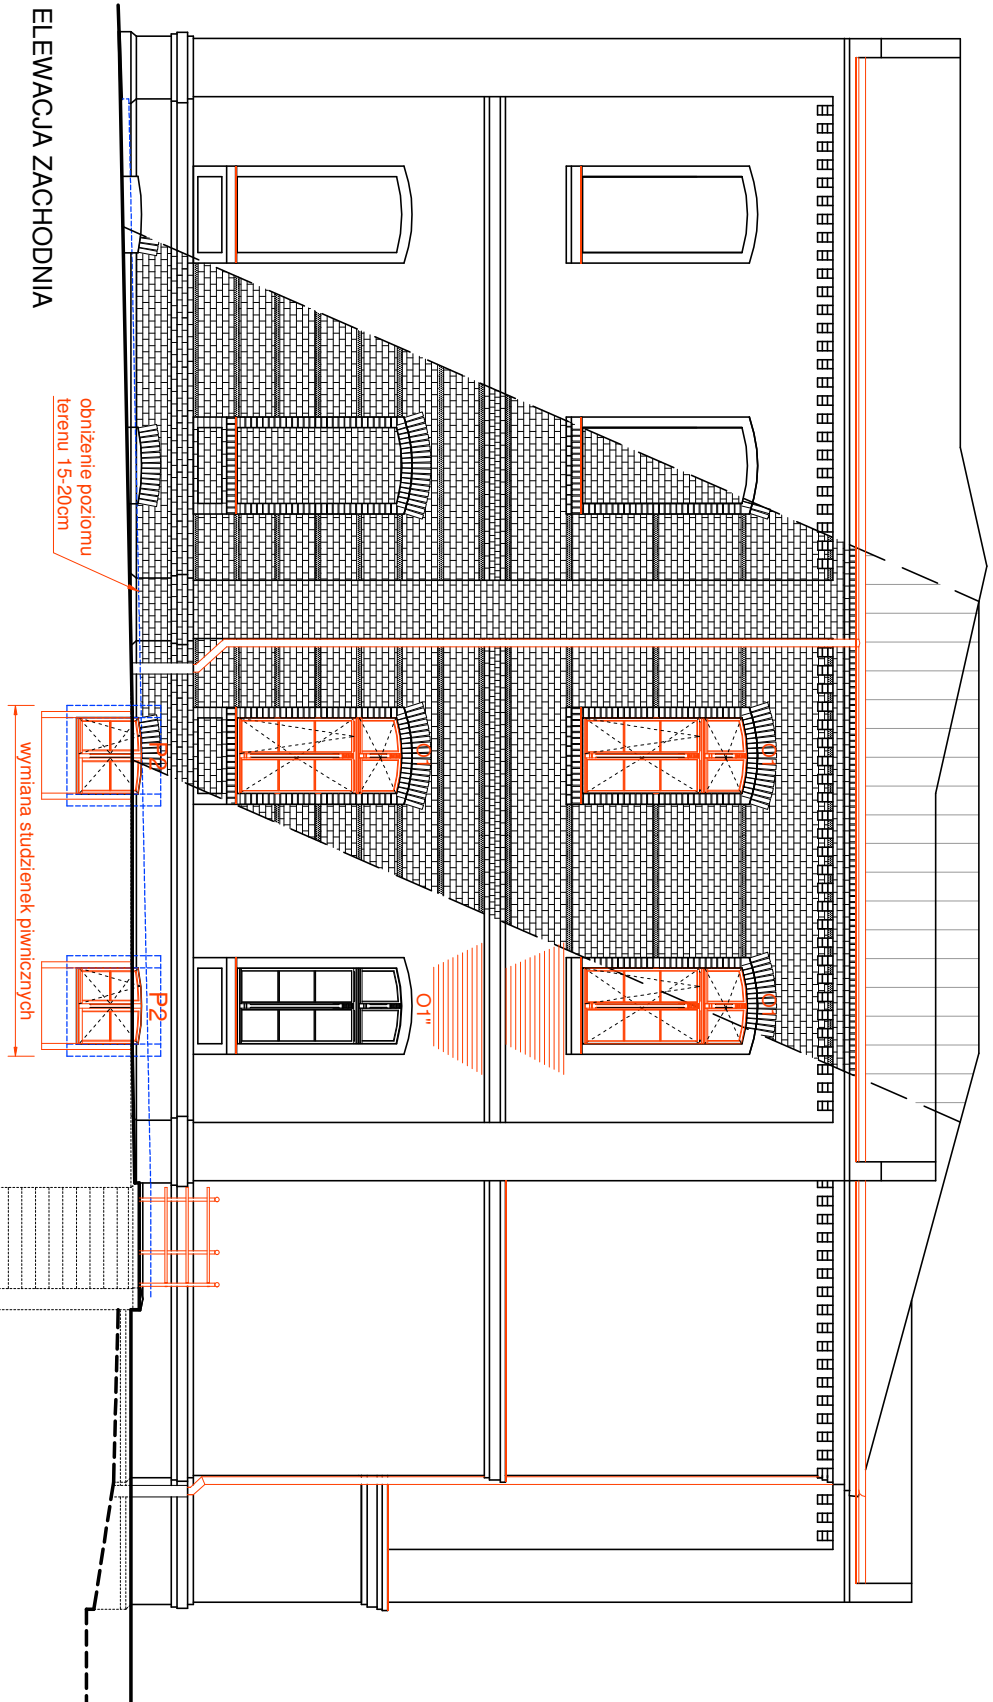 ELEWACJA ZACHODNIA
obniżenie poziomu
terenu 15-20cm
wymiana studzienek piwnicznych
P2
P2
O1
O1
O1"
O1